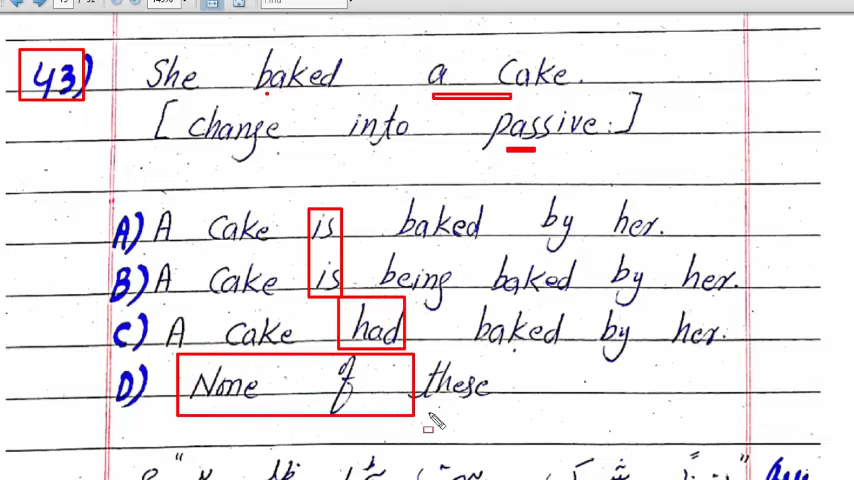 43) She baked a Cake.
[change into passive.]
A) A Cake is baked by her.
B) A Cake is being baked by her.
C) A cake had baked by her.
D) None of these